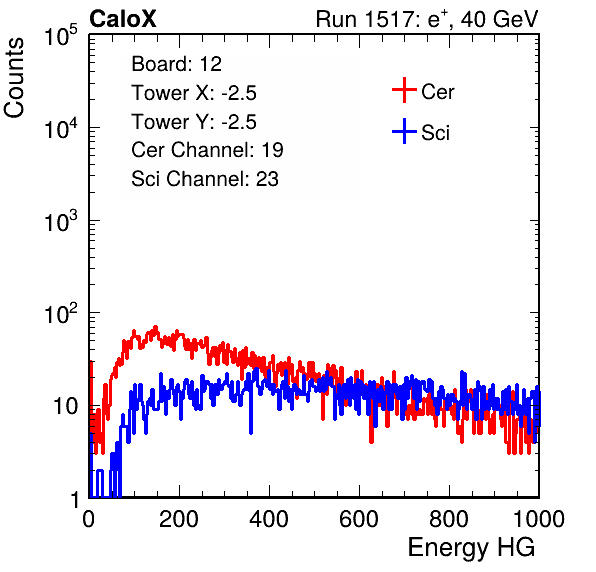 CaloX Run 1517: e⁺, 40 GeV
Counts
10⁵
10⁴
10³
10²
10
1
Board: 12
Tower X: -2.5
Tower Y: -2.5
Cer Channel: 19
Sci Channel: 23
Cer
Sci
0 200 400 600 800 1000
Energy HG